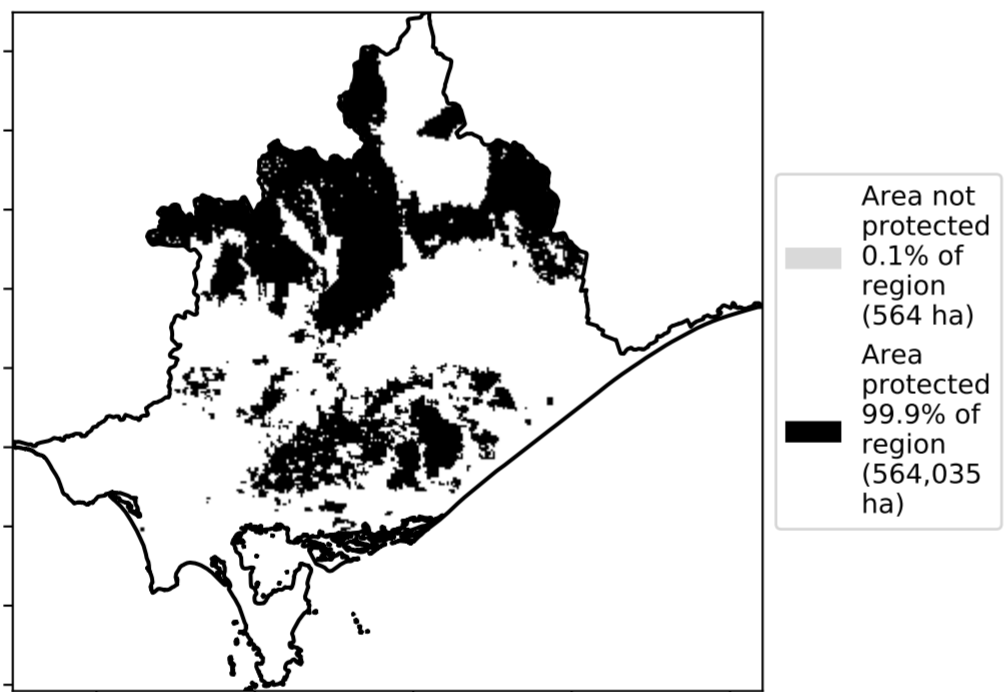 Area not
protected
0.1% of
region
(564 ha)
Area
protected
99.9% of
region
(564,035
ha)